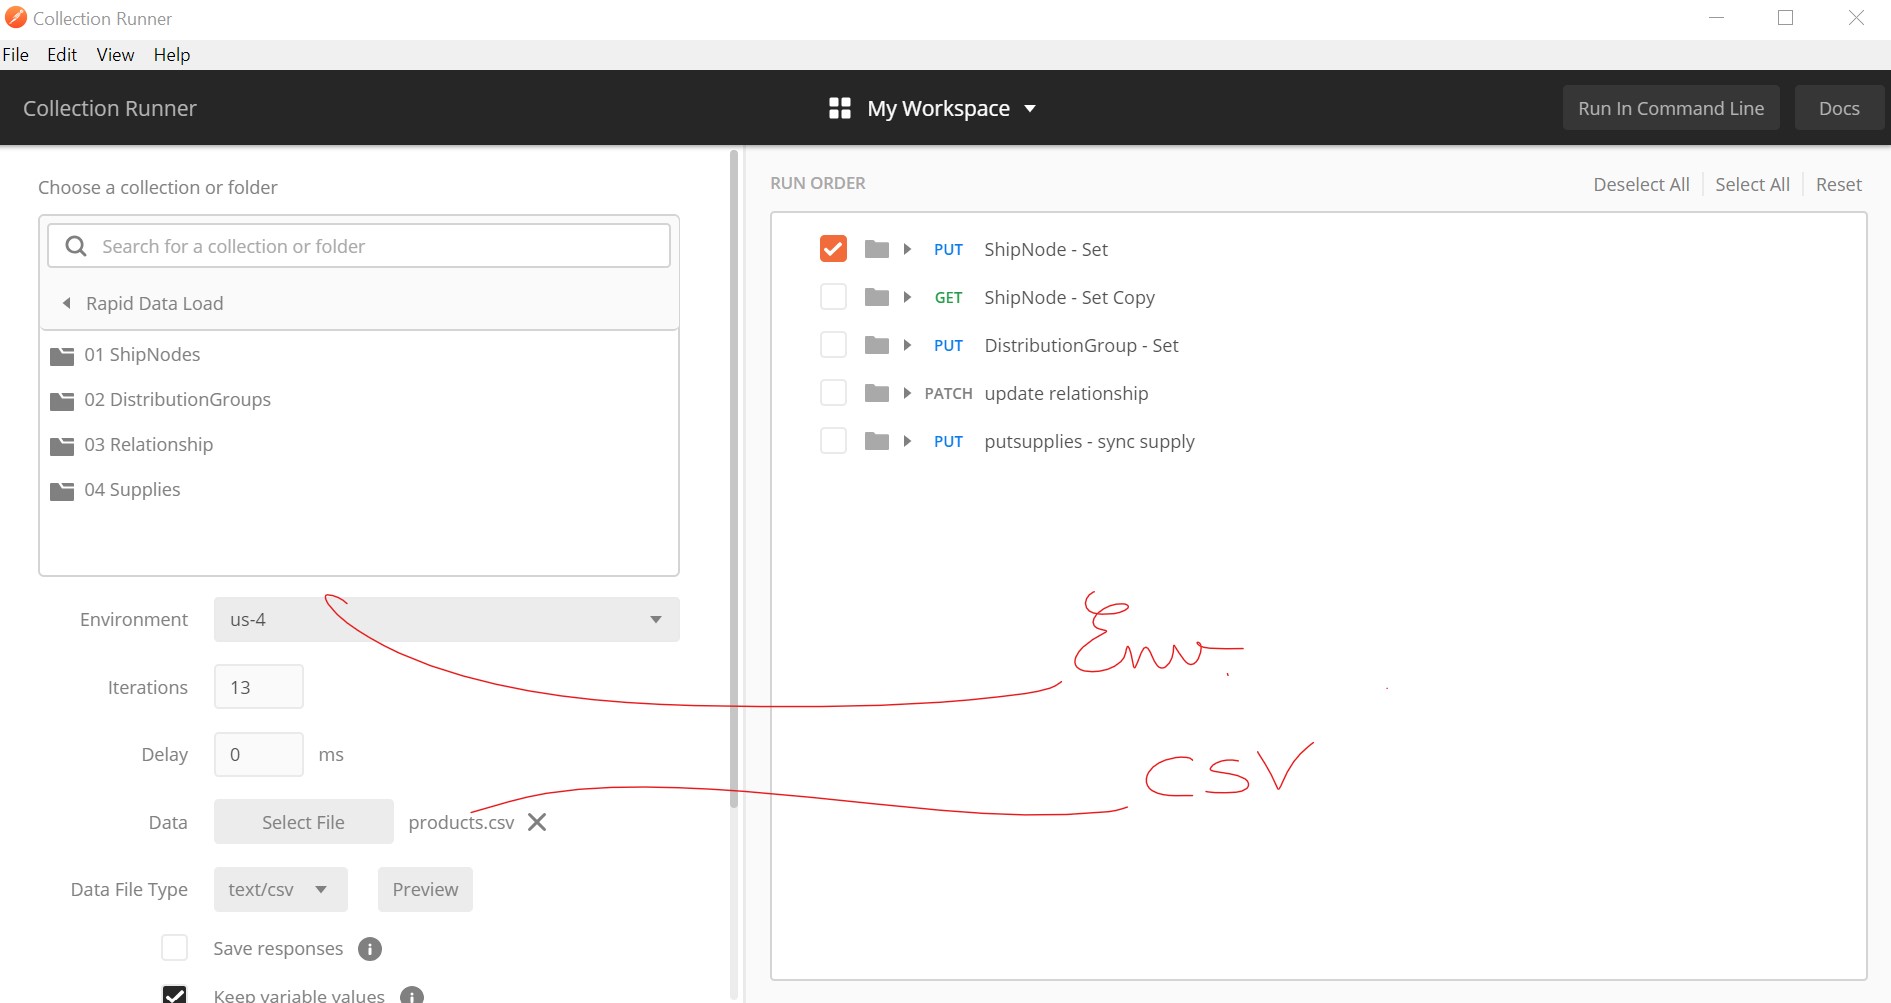 Collection Runner
File Edit View Help
Collection Runner
My Workspace
Run In Command Line
Docs
Choose a collection or folder
Search for a collection or folder
Rapid Data Load
01 ShipNodes
02 DistributionGroups
03 Relationship
04 Supplies
Environment us-4
Iterations 13
Delay 0 ms
Data Select File products.csv
Data File Type text/csv Preview
Save responses
Keep variable values
RUN ORDER
Deselect All Select All Reset
PUT ShipNode - Set
GET ShipNode - Set Copy
PUT DistributionGroup - Set
PATCH update relationship
PUT putsupplies - sync supply
Env.
CSV